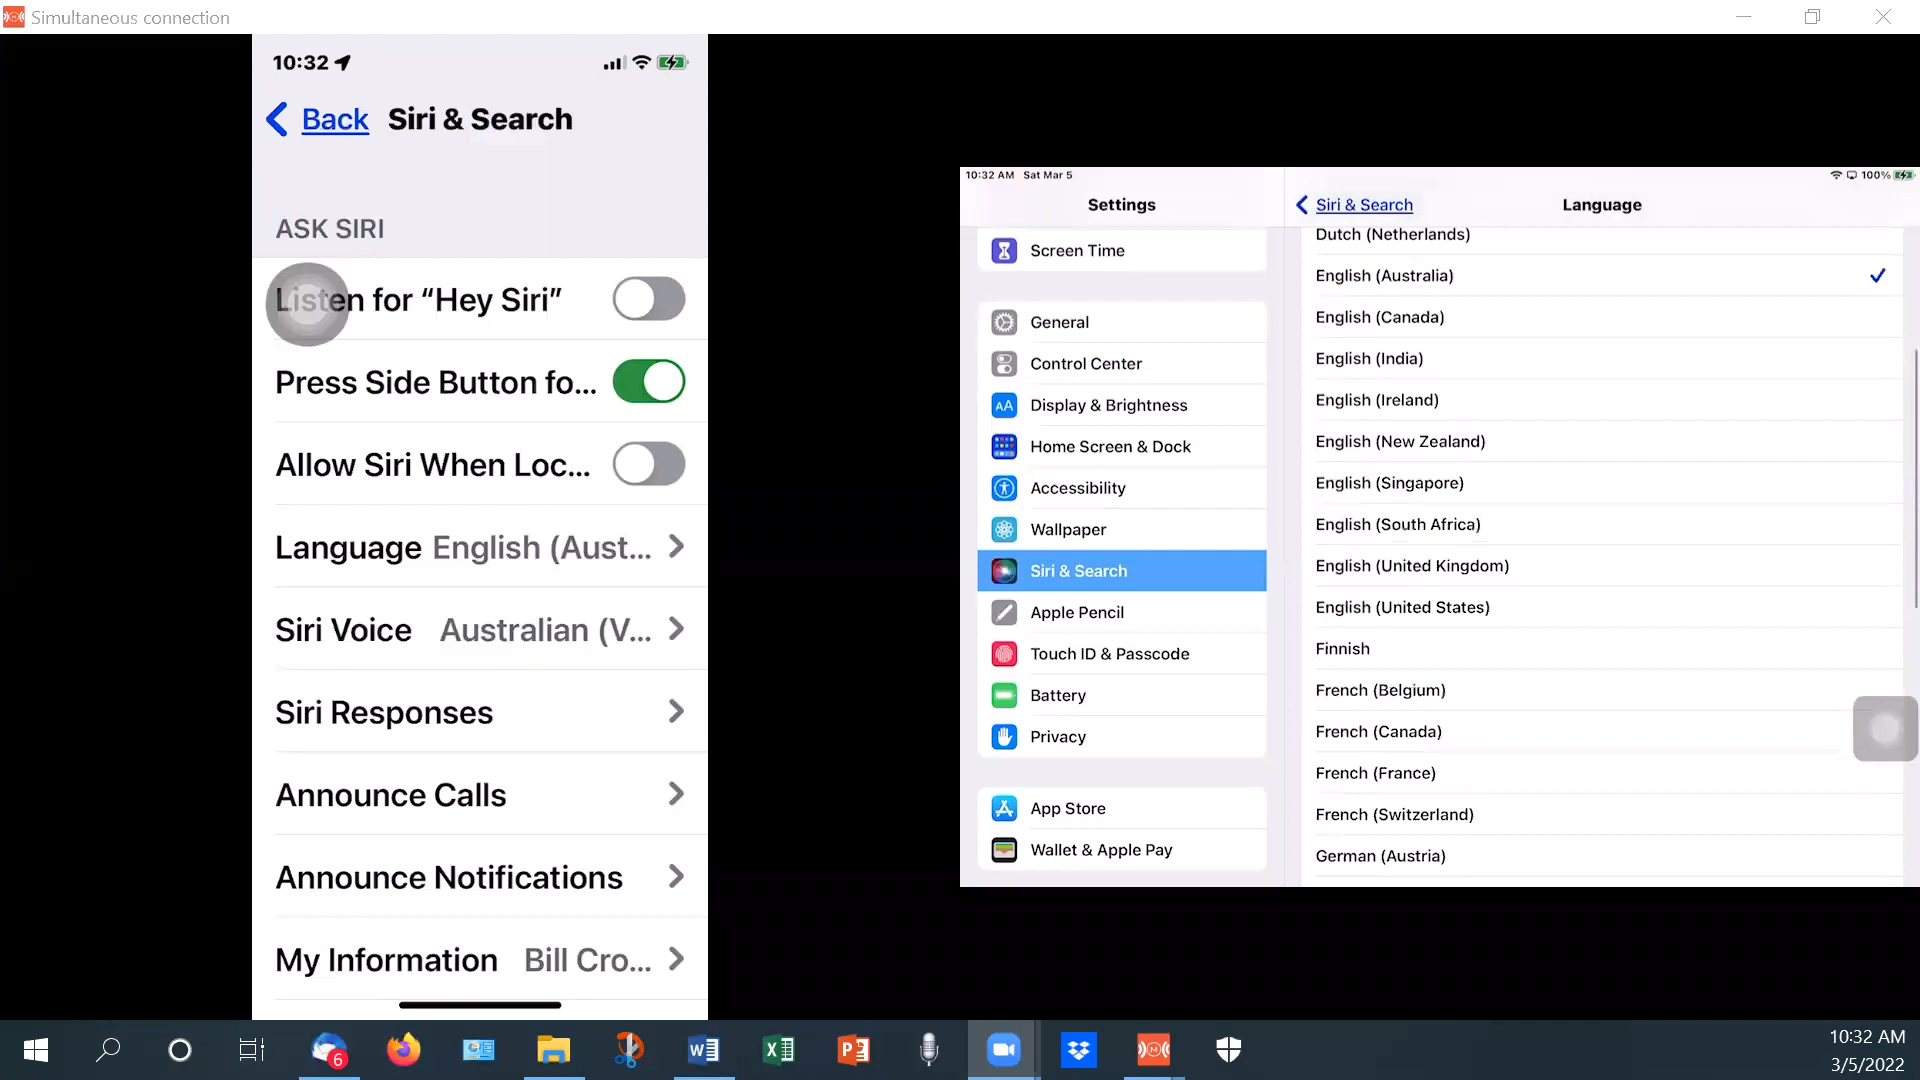 Simultaneous connection
10:32
Back Siri & Search
ASK SIRI
Listen for “Hey Siri”
Press Side Button fo...
Allow Siri When Loc...
Language English (Aust...
Siri Voice Australian (V...
Siri Responses
Announce Calls
Announce Notifications
My Information Bill Cro...
10:32 AM Sat Mar 5
100%
Settings
Screen Time
General
Control Center
AA Display & Brightness
Home Screen & Dock
Accessibility
Wallpaper
Siri & Search
Apple Pencil
Touch ID & Passcode
Battery
Privacy
App Store
Wallet & Apple Pay
Siri & Search Language
Dutch (Netherlands)
English (Australia)
English (Canada)
English (India)
English (Ireland)
English (New Zealand)
English (Singapore)
English (South Africa)
English (United Kingdom)
English (United States)
Finnish
French (Belgium)
French (Canada)
French (France)
French (Switzerland)
German (Austria)
6
W
X
P
M
10:32 AM
3/5/2022